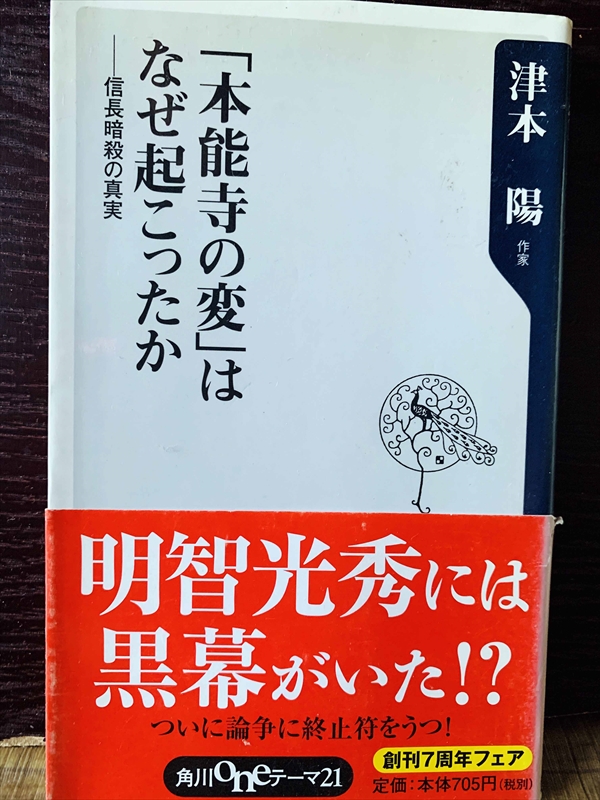 津本 陽 作家
「本能寺の変」は
なぜ起こったか
──信長暗殺の真実
明智光秀には
黒幕がいた!?
ついに論争に終止符をうつ!
角川oneテーマ21
創刊7周年フェア
定価:本体705円(税別)